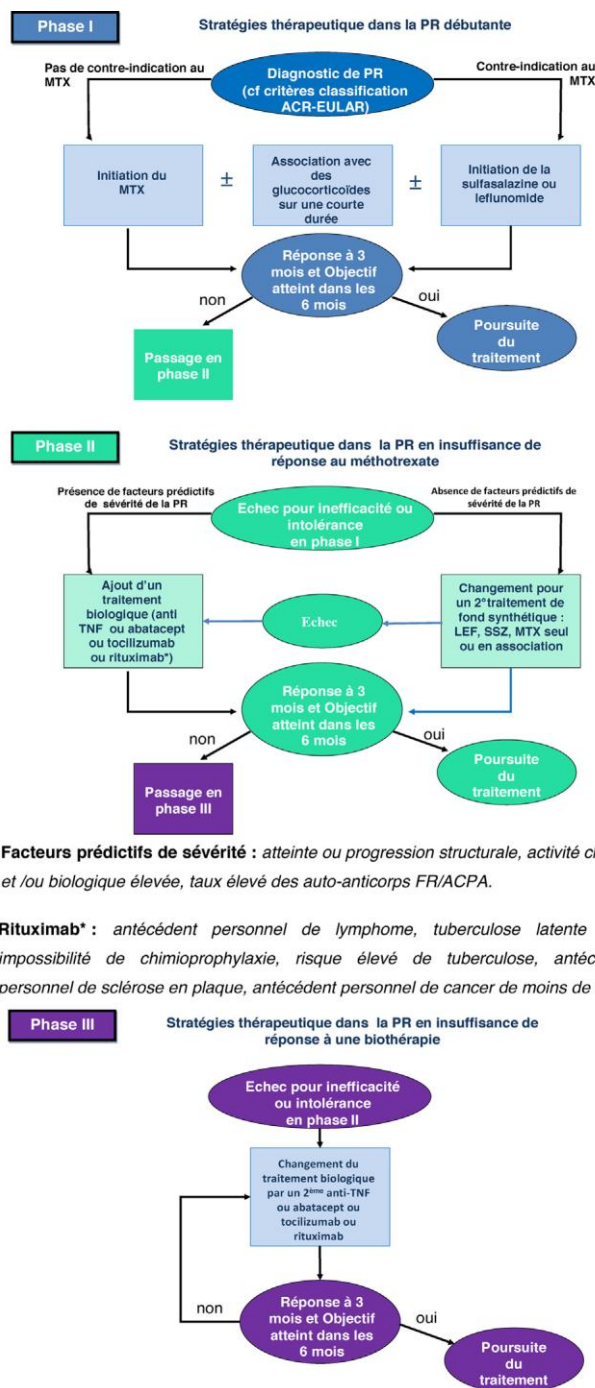 Phase I
Stratégies thérapeutique dans la PR débutante
Pas de contre-indication au
MTX
Diagnostic de PR
(cf critères classification
ACR-EULAR)
Contre-indication au
MTX
Initiation du
MTX
±
Association avec
des
glucocorticoïdes
sur une courte
durée
±
Initiation de la
sulfasalazine ou
leflunomide
Réponse à 3
mois et Objectif
atteint dans les
6 mois
non
oui
Passage en
phase II
Poursuite
du
traitement
Phase II
Stratégies thérapeutique dans la PR en insuffisance de
réponse au méthotrexate
Présence de facteurs prédictifs
de sévérité de la PR
Echec pour inefficacité ou
intolérance
en phase I
Absence de facteurs prédictifs de
sévérité de la PR
Ajout d'un
traitement
biologique (anti
TNF ou abatacept
ou tocilizumab
ou rituximab*)
Echec
Changement pour
un 2°traitement de
fond synthétique :
LEF, SSZ, MTX seul
ou en association
Réponse à 3
mois et Objectif
atteint dans les
6 mois
non
oui
Passage en
phase III
Poursuite
du
traitement
Facteurs prédictifs de sévérité : atteinte ou progression structurale, activité
et /ou biologique élevée, taux élevé des auto-anticorps FR/ACPA.
Rituximab* : antécédent personnel de lymphome, tuberculose latente
impossibilité de chimioprophylaxie, risque élevé de tuberculose,
personnel de sclérose en plaque, antécédent personnel de cancer de moins de
Phase III
Stratégies thérapeutique dans la PR en insuffisance de
réponse à une biothérapie
Echec pour inefficacité
ou intolérance
en phase II
Changement du
traitement biologique
par un 2ème anti-TNF
ou abatacept ou
tocilizumab ou
rituximab
non
Réponse à 3
mois et Objectif
atteint dans les
6 mois
oui
Poursuite
du
traitement